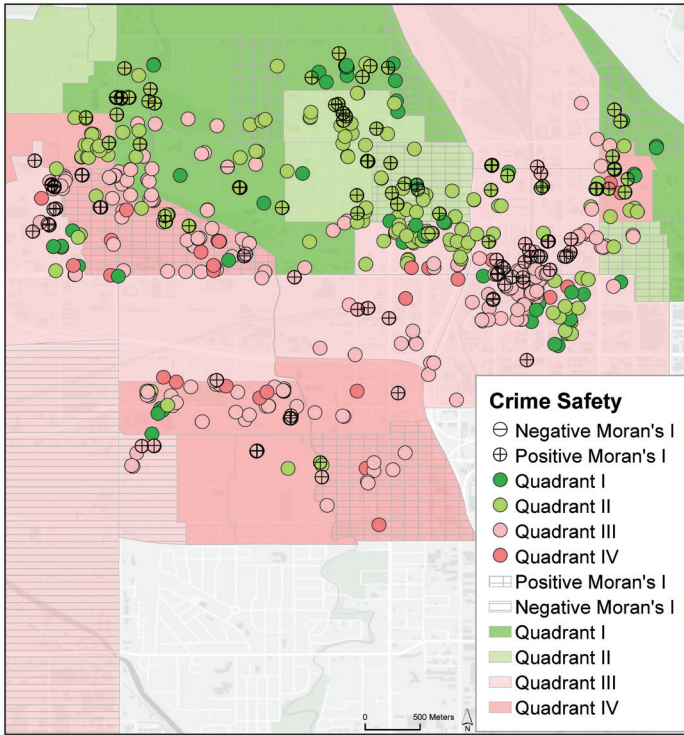 Crime Safety
Negative Moran's I
Positive Moran's I
Quadrant I
Quadrant II
Quadrant III
Quadrant IV
Positive Moran's I
Negative Moran's I
Quadrant I
Quadrant II
Quadrant III
Quadrant IV
0 500 Meters
N